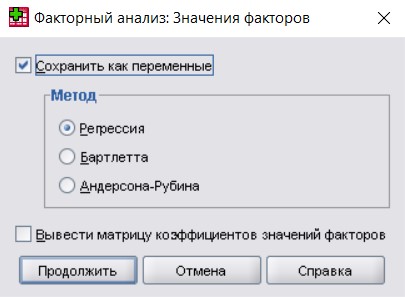 Факторный анализ: Значения факторов
Сохранить как переменные
Метод
Регрессия
Бартлетта
Андерсона-Рубина
Вывести матрицу коэффициентов значений факторов
Продолжить Отмена Справка